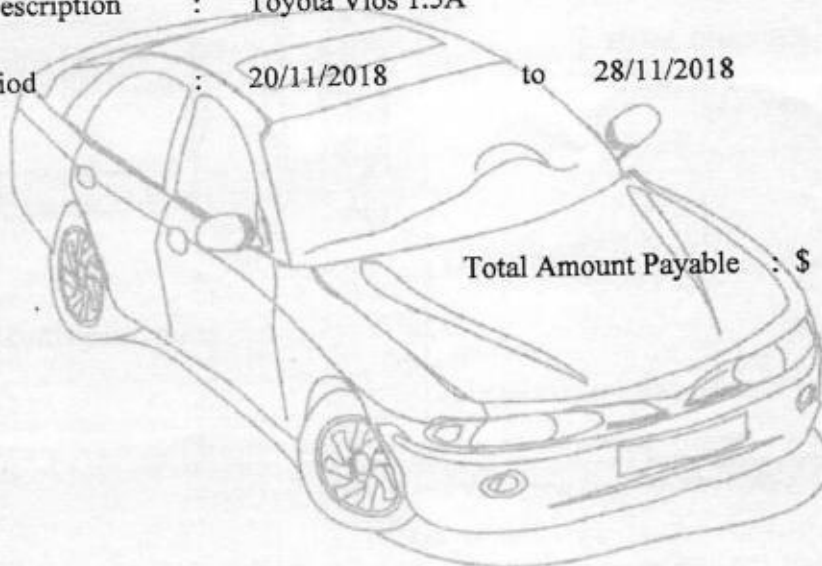 escription : Toyota Vios 1.5A
iod : 20/11/2018 to 28/11/2018
Total Amount Payable : $